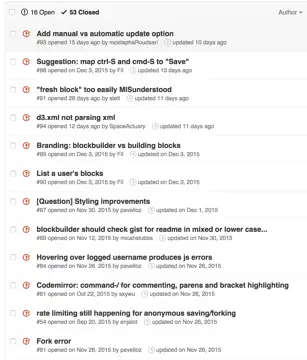 16 Open 53 Closed Author
Add manual vs automatic update option
#93 opened 15 days ago by mostaphaRoudsari updated 10 days ago
Suggestion: map ctrl-S and cmd-S to "Save"
#88 opened on Dec 3, 2015 by Fil updated 10 days ago
"fresh block" too easily MISunderstood
#91 opened 28 days ago by stelt updated 11 days ago
d3.xml not parsing xml
#94 opened 12 days ago by SpaceActuary updated 11 days ago
Branding: blockbuilder vs building blocks
#89 opened on Dec 3, 2015 by Fil updated on Dec 3, 2015
List a user's blocks
#90 opened on Dec 3, 2015 by Fil updated on Dec 3, 2015
[Question] Styling improvements
#87 opened on Nov 30, 2015 by pavelloz updated on Dec 1, 2015
blockbuilder should check gist for readme in mixed or lower case...
opened on Nov 12, 2015 by micahstubbs updated on Nov 30, 2015
Hovering over logged username produces js errors
opened on Nov 26, 2015 by pavelloz updated on Nov 26, 2015
Codemirror: command-/ for commenting, parens and bracket highlighting
#61 opened on Oct 22, 2015 by sxywu updated on Nov 26, 2015
rate limiting still happening for anonymous saving/forking
#54 opened on Sep 20, 2015 by enjalot updated on Nov 26, 2015
Fork error
opened on Nov 26, 2015 by pavelloz updated on Nov 26, 2015